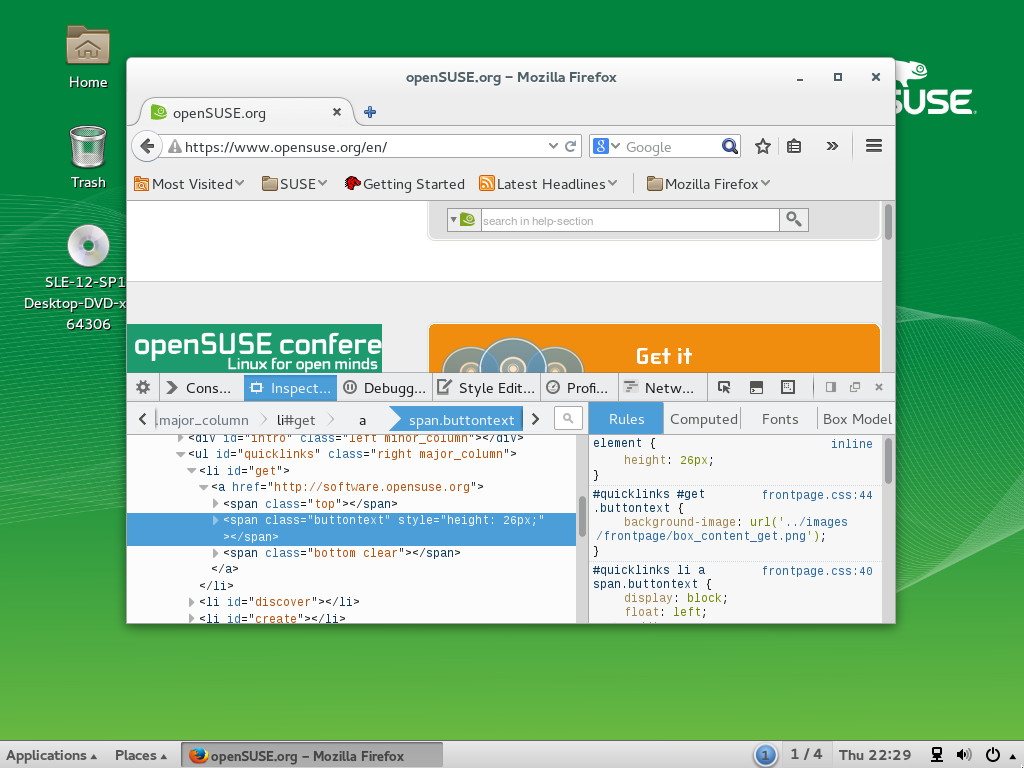 Home
Trash
SLE-12-SP1
Desktop-DVD-x
64306
SUSE
openSUSE.org – Mozilla Firefox
openSUSE.org
https://www.opensuse.org/en/
8 Google
Most Visited SUSE Getting Started Latest Headlines Mozilla Firefox
search in help-section
openSUSE confere
Linux for open minds
Get it
Cons... Inspect... Debugg... Style Edit... Profi... Netw...
.major_column li#get a span.buttontext
Rules Computed Fonts Box Model
<div id="intro" class="left minor_column"></div>
<ul id="quicklinks" class="right major_column">
<li id="get">
<a href="http://software.opensuse.org">
<span class="top"></span>
<span class="buttontext" style="height: 26px;"
></span>
<span class="bottom clear"></span>
</a>
</li>
<li id="discover"></li>
<li id="create"></li>
element { inline
height: 26px;
}
#quicklinks #get frontpage.css:44
.buttontext {
background-image: url('../images
/frontpage/box_content_get.png');
}
#quicklinks li a frontpage.css:40
span.buttontext {
display: block;
float: left;
Applications Places openSUSE.org – Mozilla Firefox 1 1 / 4 Thu 22:29